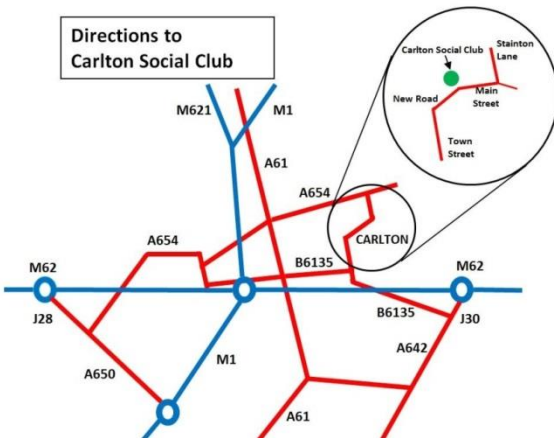 Directions to
Carlton Social Club
Carlton Social Club
Stainton
Lane
New Road
Main
Street
Town
Street
M621
M1
A61
A654
A654
CARLTON
B6135
M62
M62
J28
B6135
J30
A642
M1
A650
A61